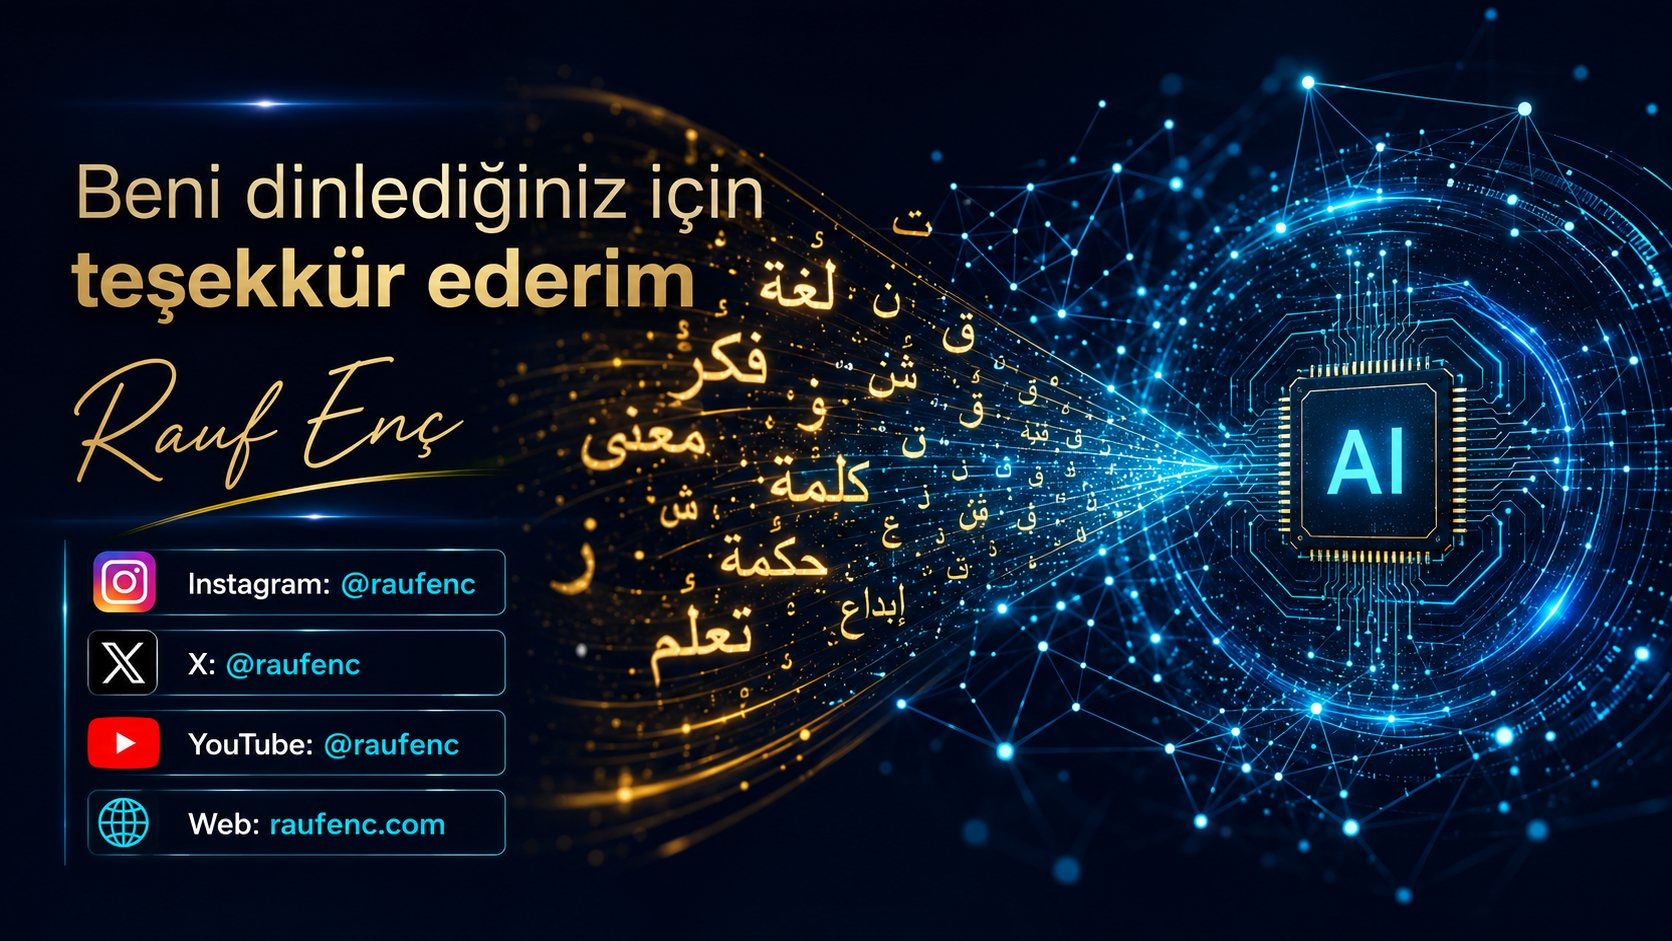 Beni dinlediğiniz için
teşekkür ederim
Rauf Enç
Instagram: @raufenc
X: @raufenc
YouTube: @raufenc
Web: raufenc.com
ت
لغة
ن
ق
فكر
شن
و
ق
ق
معنى
ن
كلمة
ش
ز
ع
حكمة
إبداع
تعلم
AI